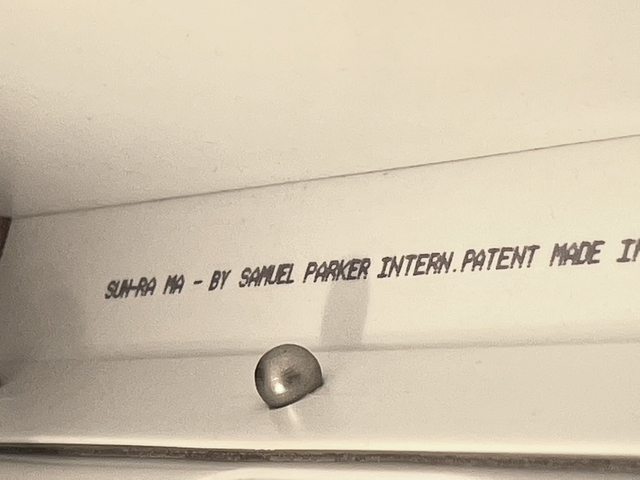 SUN-RA MA - BY SAMUEL PARKER INTERN.PATENT MADE